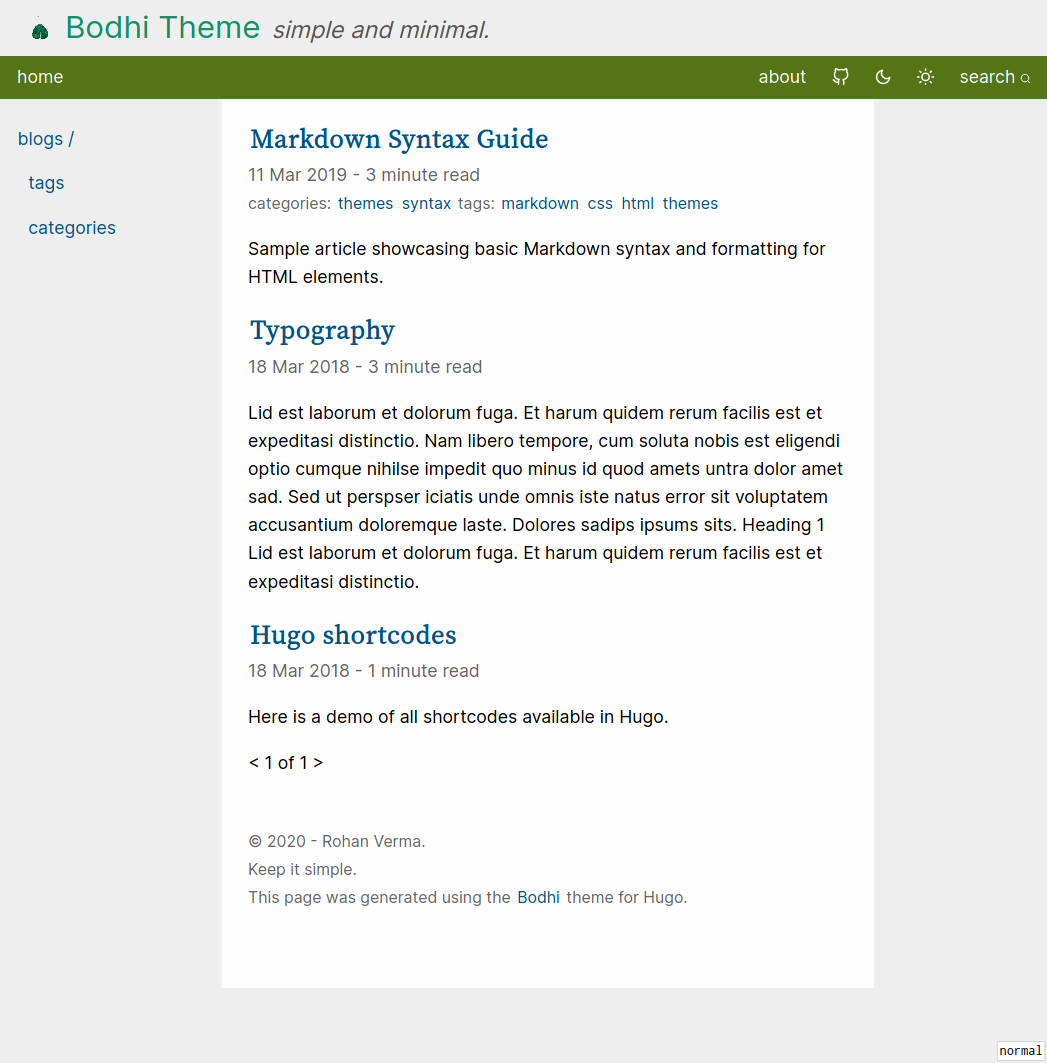 Bodhi Theme simple and minimal.
home about search
blogs /
tags
categories
Markdown Syntax Guide
11 Mar 2019 - 3 minute read
categories: themes syntax tags: markdown css html themes
Sample article showcasing basic Markdown syntax and formatting for
HTML elements.
Typography
18 Mar 2018 - 3 minute read
Lid est laborum et dolorum fuga. Et harum quidem rerum facilis est et
expeditasi distinctio. Nam libero tempore, cum soluta nobis est eligendi
optio cumque nihilse impedit quo minus id quod amets untra dolor amet
sad. Sed ut perspser iciatis unde omnis iste natus error sit voluptatem
accusantium doloremque laste. Dolores sadips ipsums sits. Heading 1
Lid est laborum et dolorum fuga. Et harum quidem rerum facilis est et
expeditasi distinctio.
Hugo shortcodes
18 Mar 2018 - 1 minute read
Here is a demo of all shortcodes available in Hugo.
< 1 of 1 >
© 2020 - Rohan Verma.
Keep it simple.
This page was generated using the Bodhi theme for Hugo.
normal